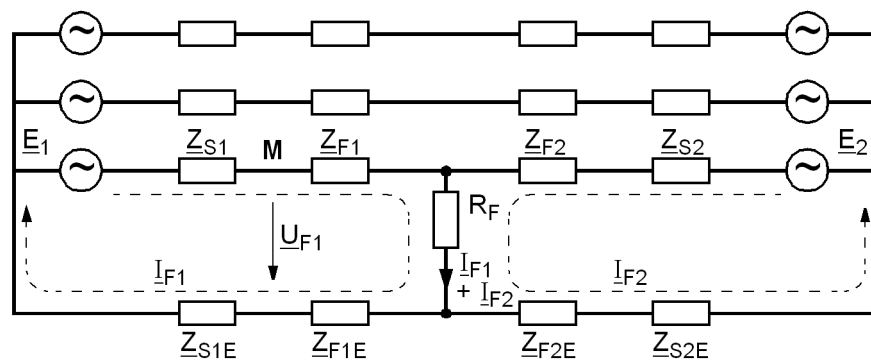 E1 ZS1 M ZF1 ZF2 ZS2 E2
RF
UF1
IF1 IF1 + IF2 IF2
ZS1E ZF1E ZF2E ZS2E